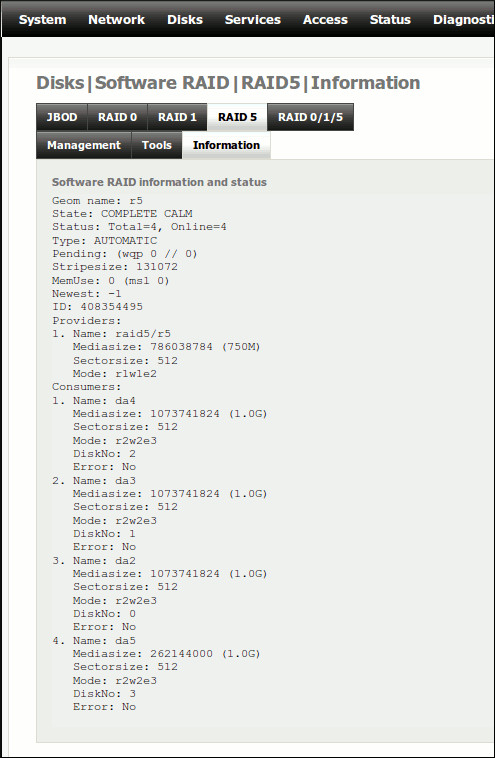 System Network Disks Services Access Status Diagnosti
Disks|Software RAID|RAID5|Information
JBOD RAID 0 RAID 1 RAID 5 RAID 0/1/5
Management Tools Information
Software RAID information and status
Geom name: r5
State: COMPLETE CALM
Status: Total=4, Online=4
Type: AUTOMATIC
Pending: (wqp 0 // 0)
Stripesize: 131072
MemUse: 0 (msl 0)
Newest: -1
ID: 408354495
Providers:
1. Name: raid5/r5
Mediasize: 786038784 (750M)
Sectorsize: 512
Mode: r1w1e2
Consumers:
1. Name: da4
Mediasize: 1073741824 (1.0G)
Sectorsize: 512
Mode: r2w2e3
DiskNo: 2
Error: No
2. Name: da3
Mediasize: 1073741824 (1.0G)
Sectorsize: 512
Mode: r2w2e3
DiskNo: 1
Error: No
3. Name: da2
Mediasize: 1073741824 (1.0G)
Sectorsize: 512
Mode: r2w2e3
DiskNo: 0
Error: No
4. Name: da5
Mediasize: 262144000 (1.0G)
Sectorsize: 512
Mode: r2w2e3
DiskNo: 3
Error: No